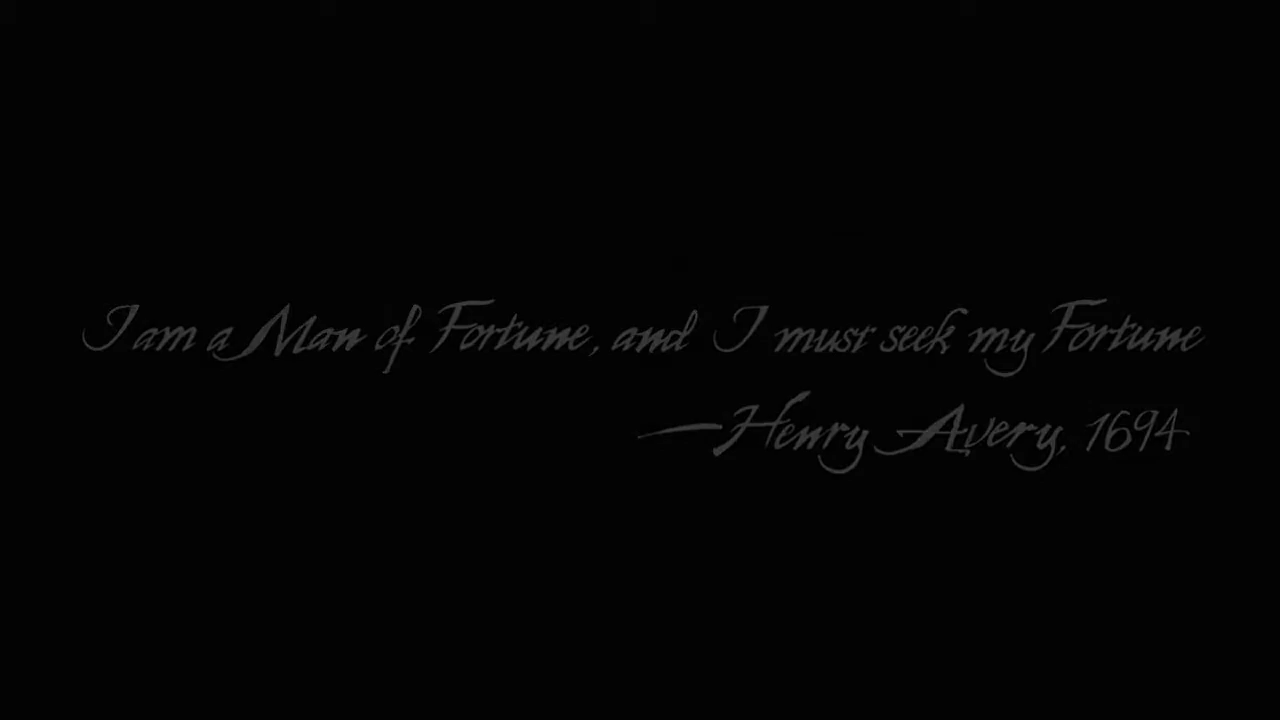 I am a Man of Fortune, and I must seek my Fortune
—Henry Avery, 1694